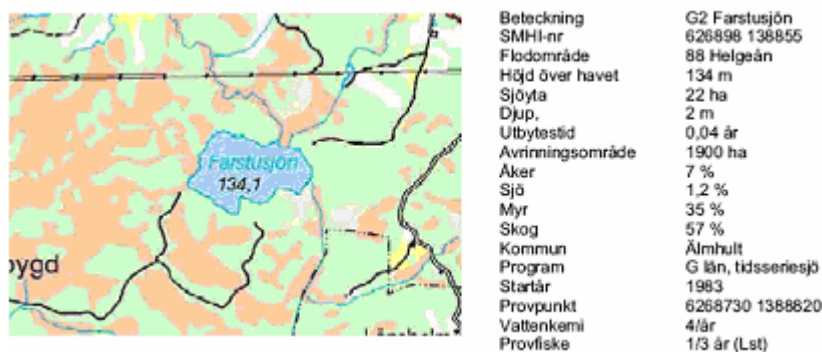 Farstusjön
134,1
bygd
Beteckning G2 Farstusjön
SMHI-nr 626898 138855
Flodområde 88 Helgeån
Höjd över havet 134 m
Sjöyta 22 ha
Djup, 2 m
Utbytestid 0,04 år
Avrinningsområde 1900 ha
Åker 7 %
Sjö 1,2 %
Myr 35 %
Skog 57 %
Kommun Älmhult
Program G län, tidsseriesjö
Startår 1983
Provpunkt 6268730 1388820
Vattenkemi 4/år
Provfiske 1/3 år (Lst)